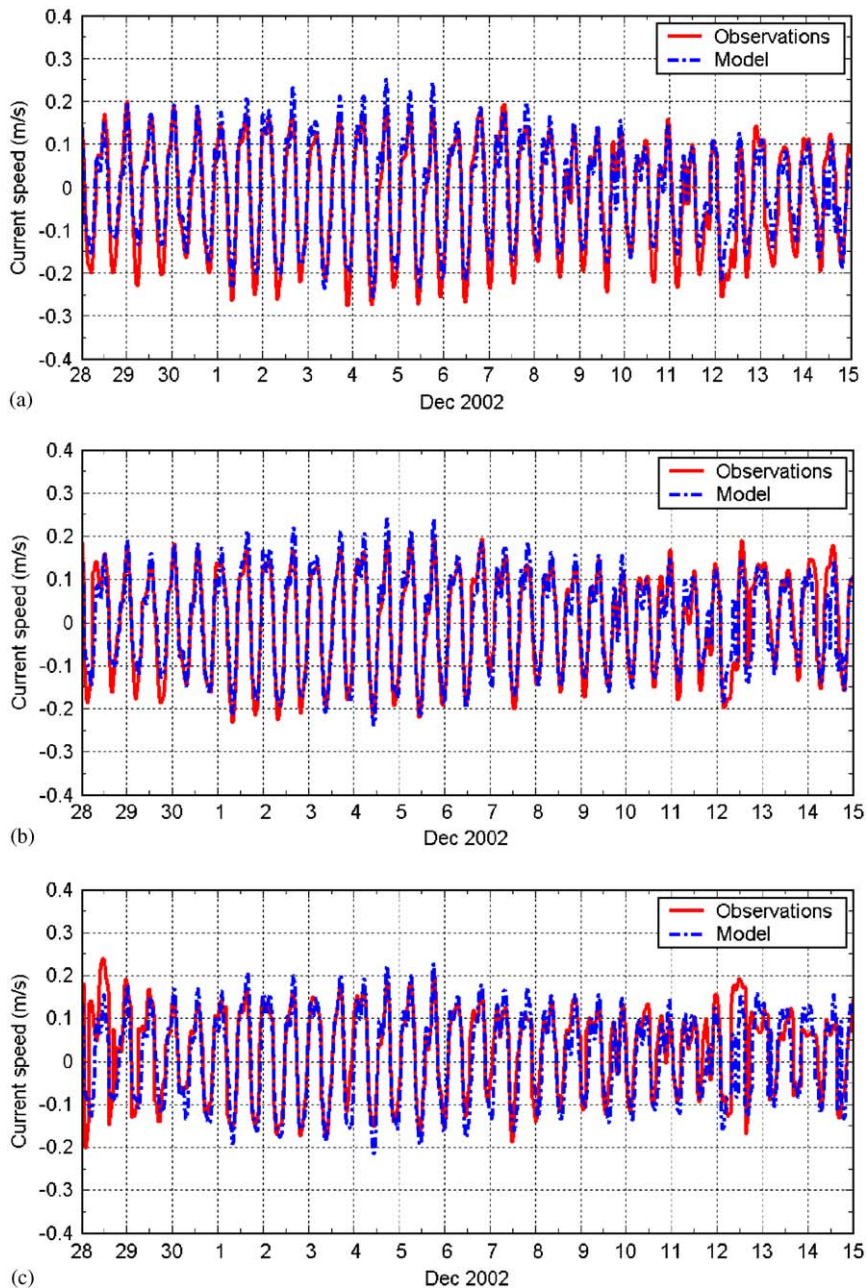 0.4
Observations
0.3
Model
0.2
0.1
Current speed (m/s)
0
-0.1
-0.2
-0.3
-0.4
28 29 30 1 2 3 4 5 6 7 8 9 10 11 12 13 14 15
(a) Dec 2002
0.4
Observations
0.3
Model
0.2
0.1
Current speed (m/s)
0
-0.1
-0.2
-0.3
-0.4
28 29 30 1 2 3 4 5 6 7 8 9 10 11 12 13 14 15
(b) Dec 2002
0.4
Observations
0.3
Model
0.2
0.1
Current speed (m/s)
0
-0.1
-0.2
-0.3
-0.4
28 29 30 1 2 3 4 5 6 7 8 9 10 11 12 13 14 15
(c) Dec 2002